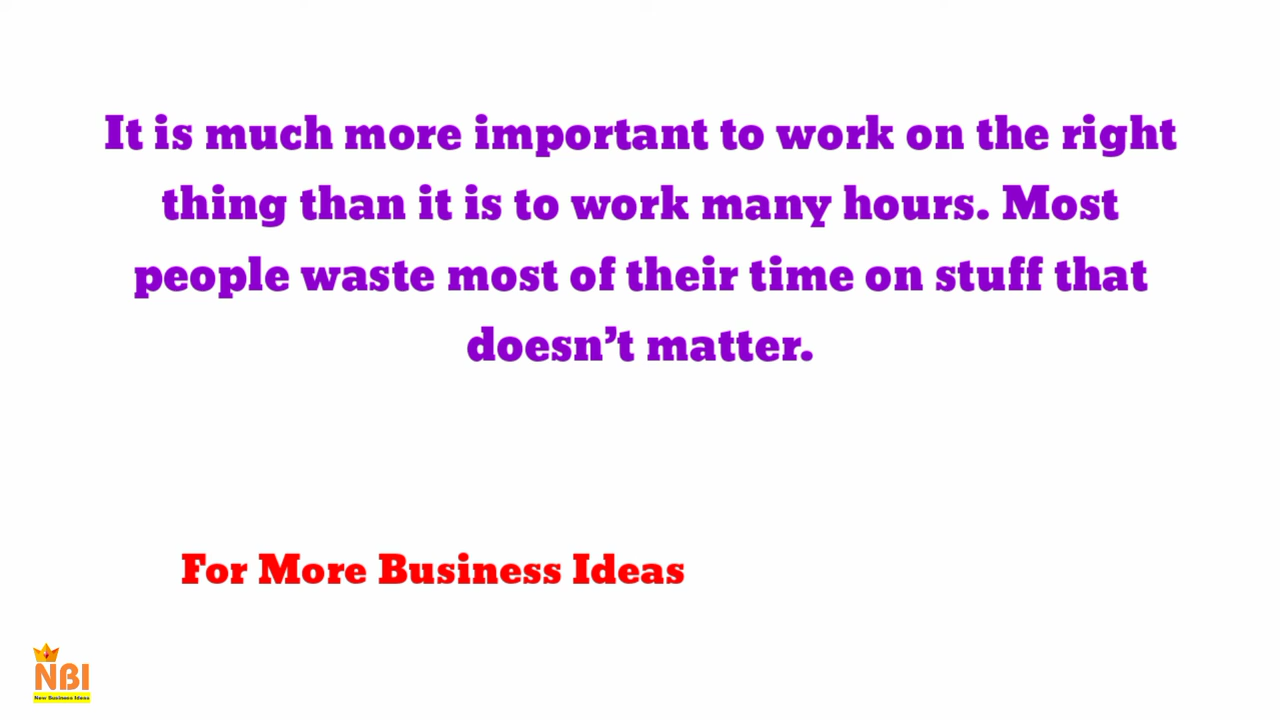 It is much more important to work on the right
thing than it is to work many hours. Most
people waste most of their time on stuff that
doesn’t matter.
For More Business Ideas
NBI
New Business Ideas